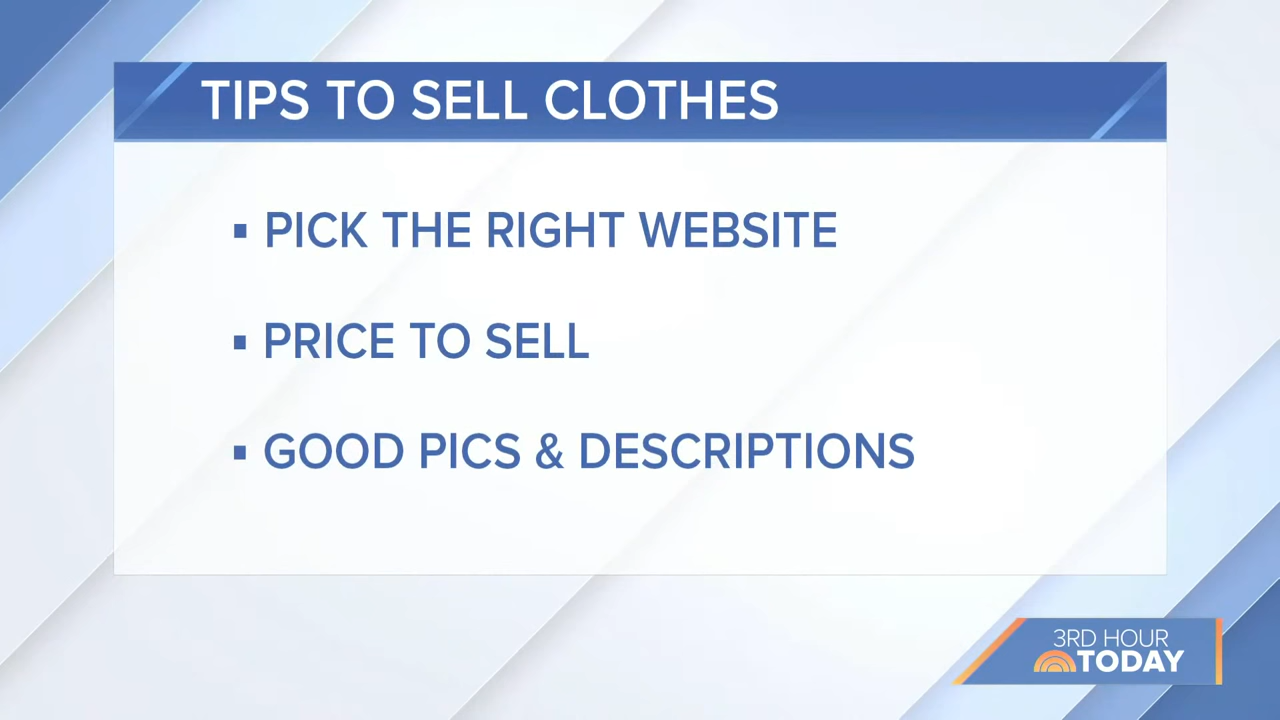 TIPS TO SELL CLOTHES
▪ PICK THE RIGHT WEBSITE
▪ PRICE TO SELL
▪ GOOD PICS & DESCRIPTIONS
3RD HOUR
TODAY